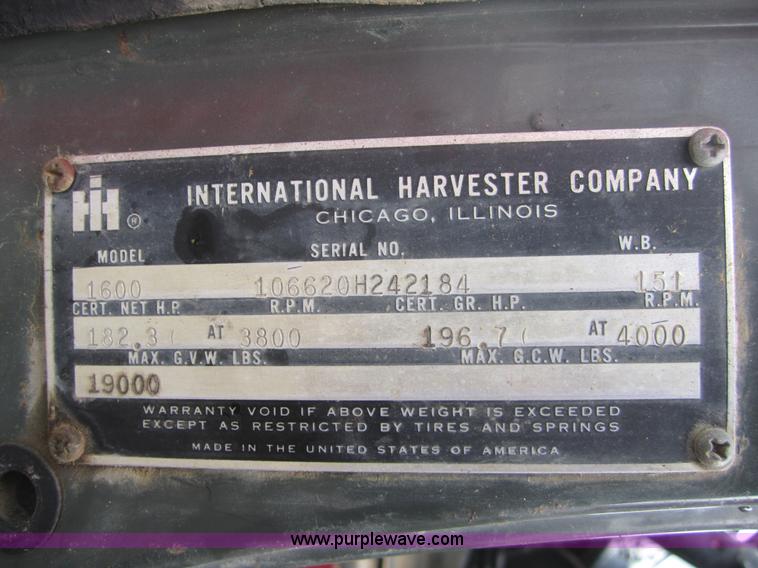 IH ®
INTERNATIONAL HARVESTER COMPANY
CHICAGO, ILLINOIS
MODEL SERIAL NO. W.B.
1600 106620H242184 151
CERT. NET H.P. R.P.M. CERT. GR. H.P. R.P.M.
182.3( AT 3800 196.7( AT 4000
MAX. G.V.W. LBS. MAX. G.C.W. LBS.
19000
WARRANTY VOID IF ABOVE WEIGHT IS EXCEEDED
EXCEPT AS RESTRICTED BY TIRES AND SPRINGS
MADE IN THE UNITED STATES OF AMERICA
www.purplewave.com